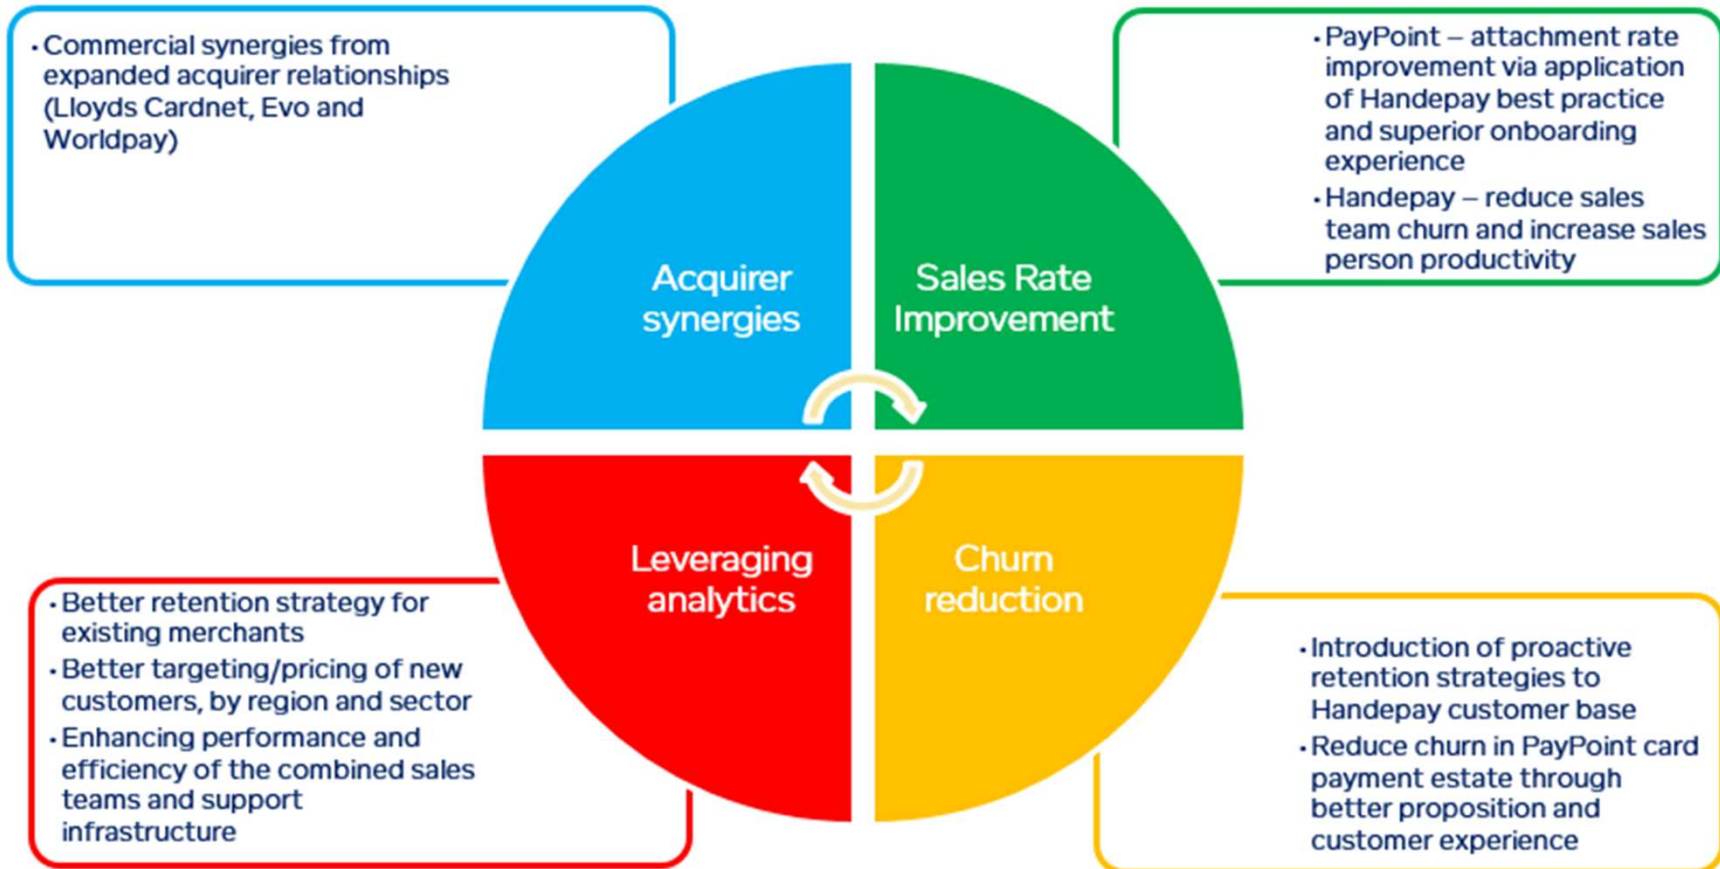 · Commercial synergies from
expanded acquirer relationships
(Lloyds Cardnet, Evo and
Worldpay)
· PayPoint – attachment rate
improvement via application
of Handepay best practice
and superior onboarding
experience
· Handepay – reduce sales
team churn and increase sales
person productivity
Acquirer
synergies
Sales Rate
Improvement
Leveraging
analytics
Churn
reduction
· Better retention strategy for
existing merchants
· Better targeting/pricing of new
customers, by region and sector
· Enhancing performance and
efficiency of the combined sales
teams and support
infrastructure
· Introduction of proactive
retention strategies to
Handepay customer base
· Reduce churn in PayPoint card
payment estate through
better proposition and
customer experience